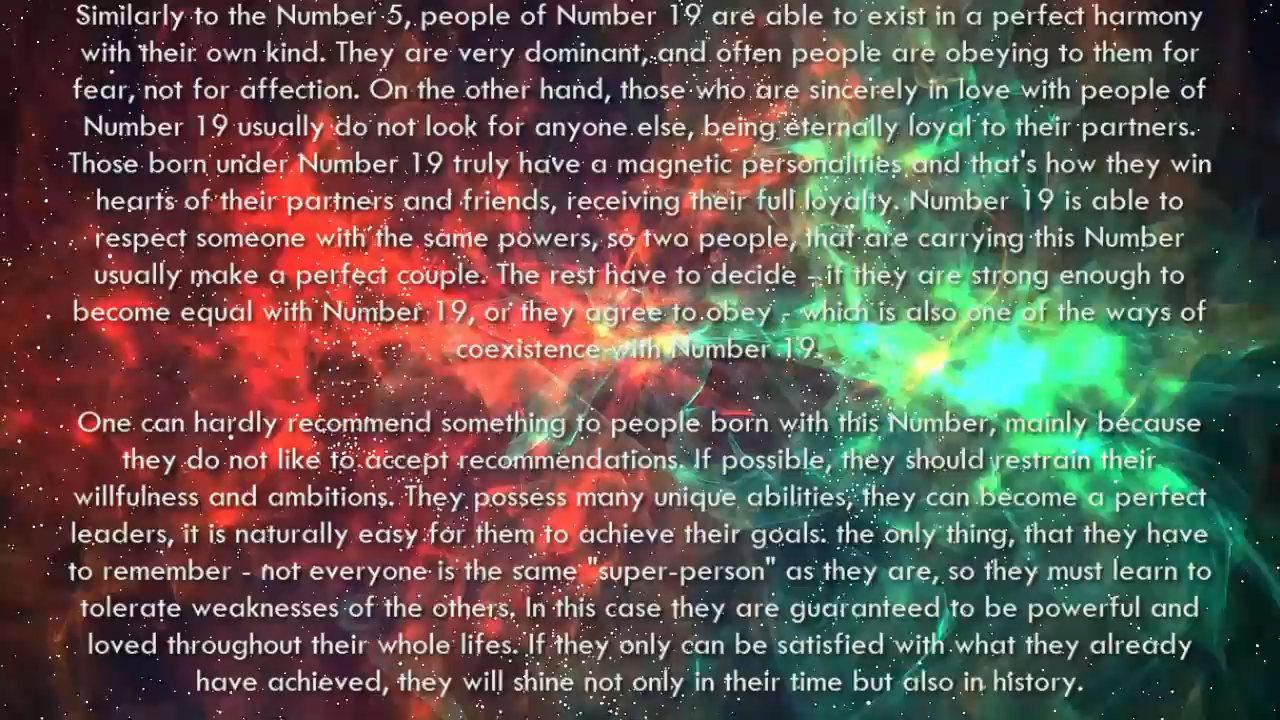 Similarly to the Number 5, people of Number 19 are able to exist in a perfect harmony
with their own kind. They are very dominant, and often people are obeying to them for
fear, not for affection. On the other hand, those who are sincerely in love with people of
Number 19 usually do not look for anyone else, being eternally loyal to their partners.
Those born under Number 19 truly have a magnetic personalities and that's how they win
hearts of their partners and friends, receiving their full loyalty. Number 19 is able to
respect someone with the same powers, so two people, that are carrying this Number
usually make a perfect couple. The rest have to decide - if they are strong enough to
become equal with Number 19, or they agree to obey - which is also one of the ways of
coexistence with Number 19.
One can hardly recommend something to people born with this Number, mainly because
they do not like to accept recommendations. If possible, they should restrain their
willfulness and ambitions. They possess many unique abilities, they can become a perfect
leaders, it is naturally easy for them to achieve their goals. the only thing, that they have
to remember - not everyone is the same "super-person" as they are, so they must learn to
tolerate weaknesses of the others. In this case they are guaranteed to be powerful and
loved throughout their whole lifes. If they only can be satisfied with what they already
have achieved, they will shine not only in their time but also in history.